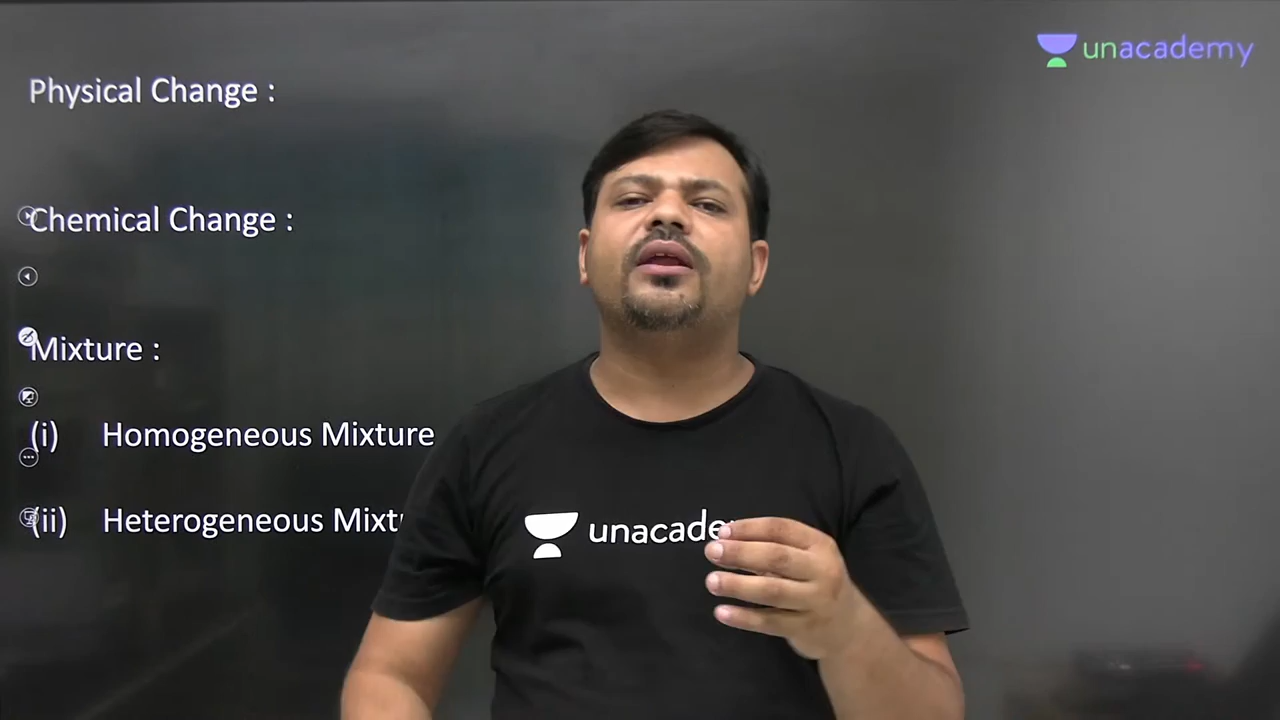 unacademy
Physical Change :
Chemical Change :
Mixture :
(i) Homogeneous Mixture
(ii) Heterogeneous
unacade